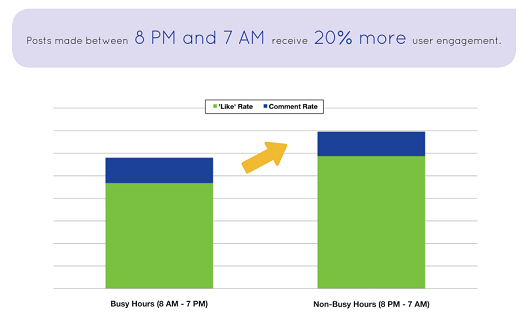 Posts made between 8 PM and 7 AM receive 20% more user engagement.
'Like' Rate Comment Rate
Busy Hours (8 AM - 7 PM) Non-Busy Hours (8 PM - 7 AM)